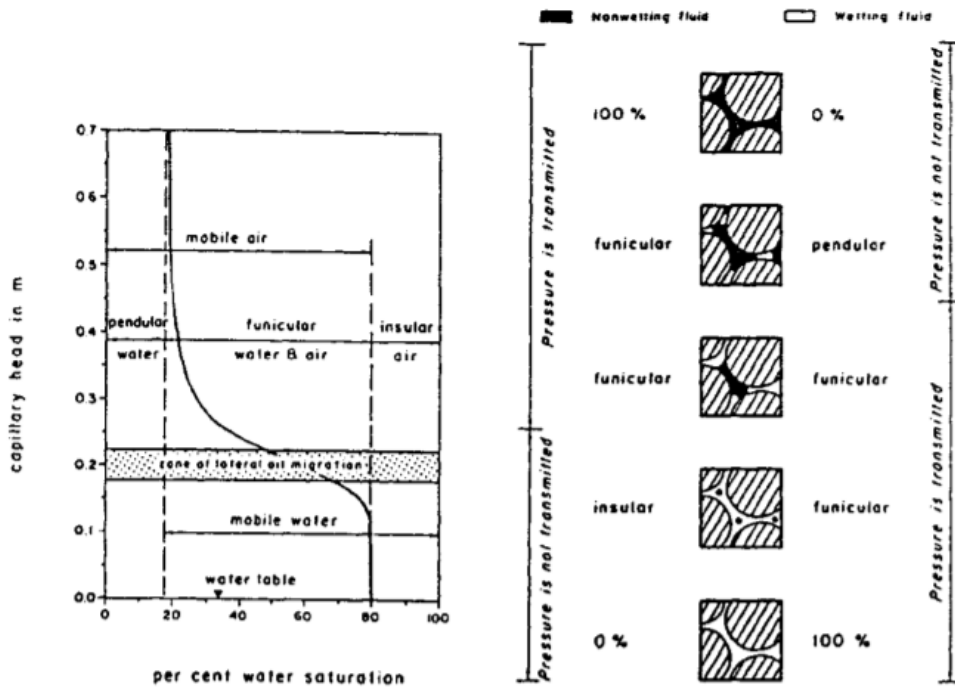 Nonwetting fluid
Wetting fluid
0.7
0.6
0.5
0.4
0.3
0.2
0.1
0.0
capillary head in m
mobile air
pendular
funicular
insular
water
water & air
air
zone of lateral oil migration
mobile water
water table
0
20
40
60
80
100
per cent water saturation
Pressure is transmitted
Pressure is not transmitted
100 %
0 %
funicular
pendular
funicular
funicular
insular
funicular
0 %
100 %
Pressure is not transmitted
Pressure is transmitted